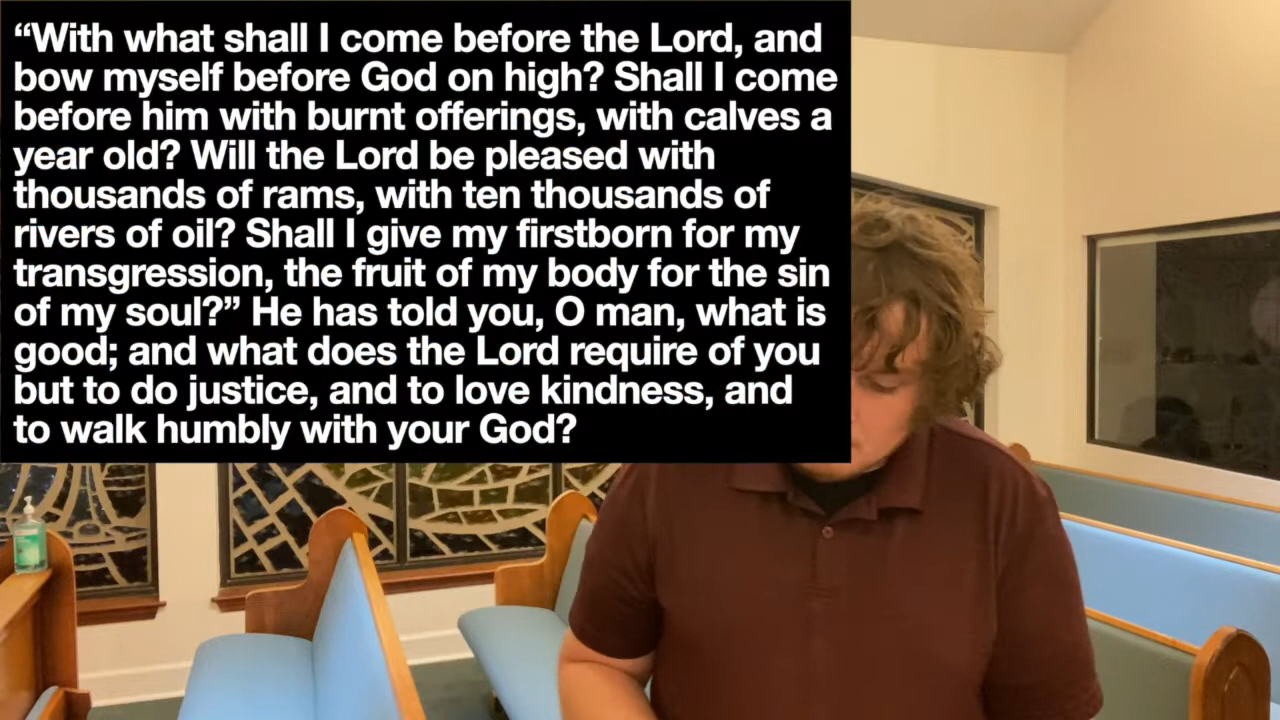 “With what shall I come before the Lord, and
bow myself before God on high? Shall I come
before him with burnt offerings, with calves a
year old? Will the Lord be pleased with
thousands of rams, with ten thousands of
rivers of oil? Shall I give my firstborn for my
transgression, the fruit of my body for the sin
of my soul?” He has told you, O man, what is
good; and what does the Lord require of you
but to do justice, and to love kindness, and
to walk humbly with your God?